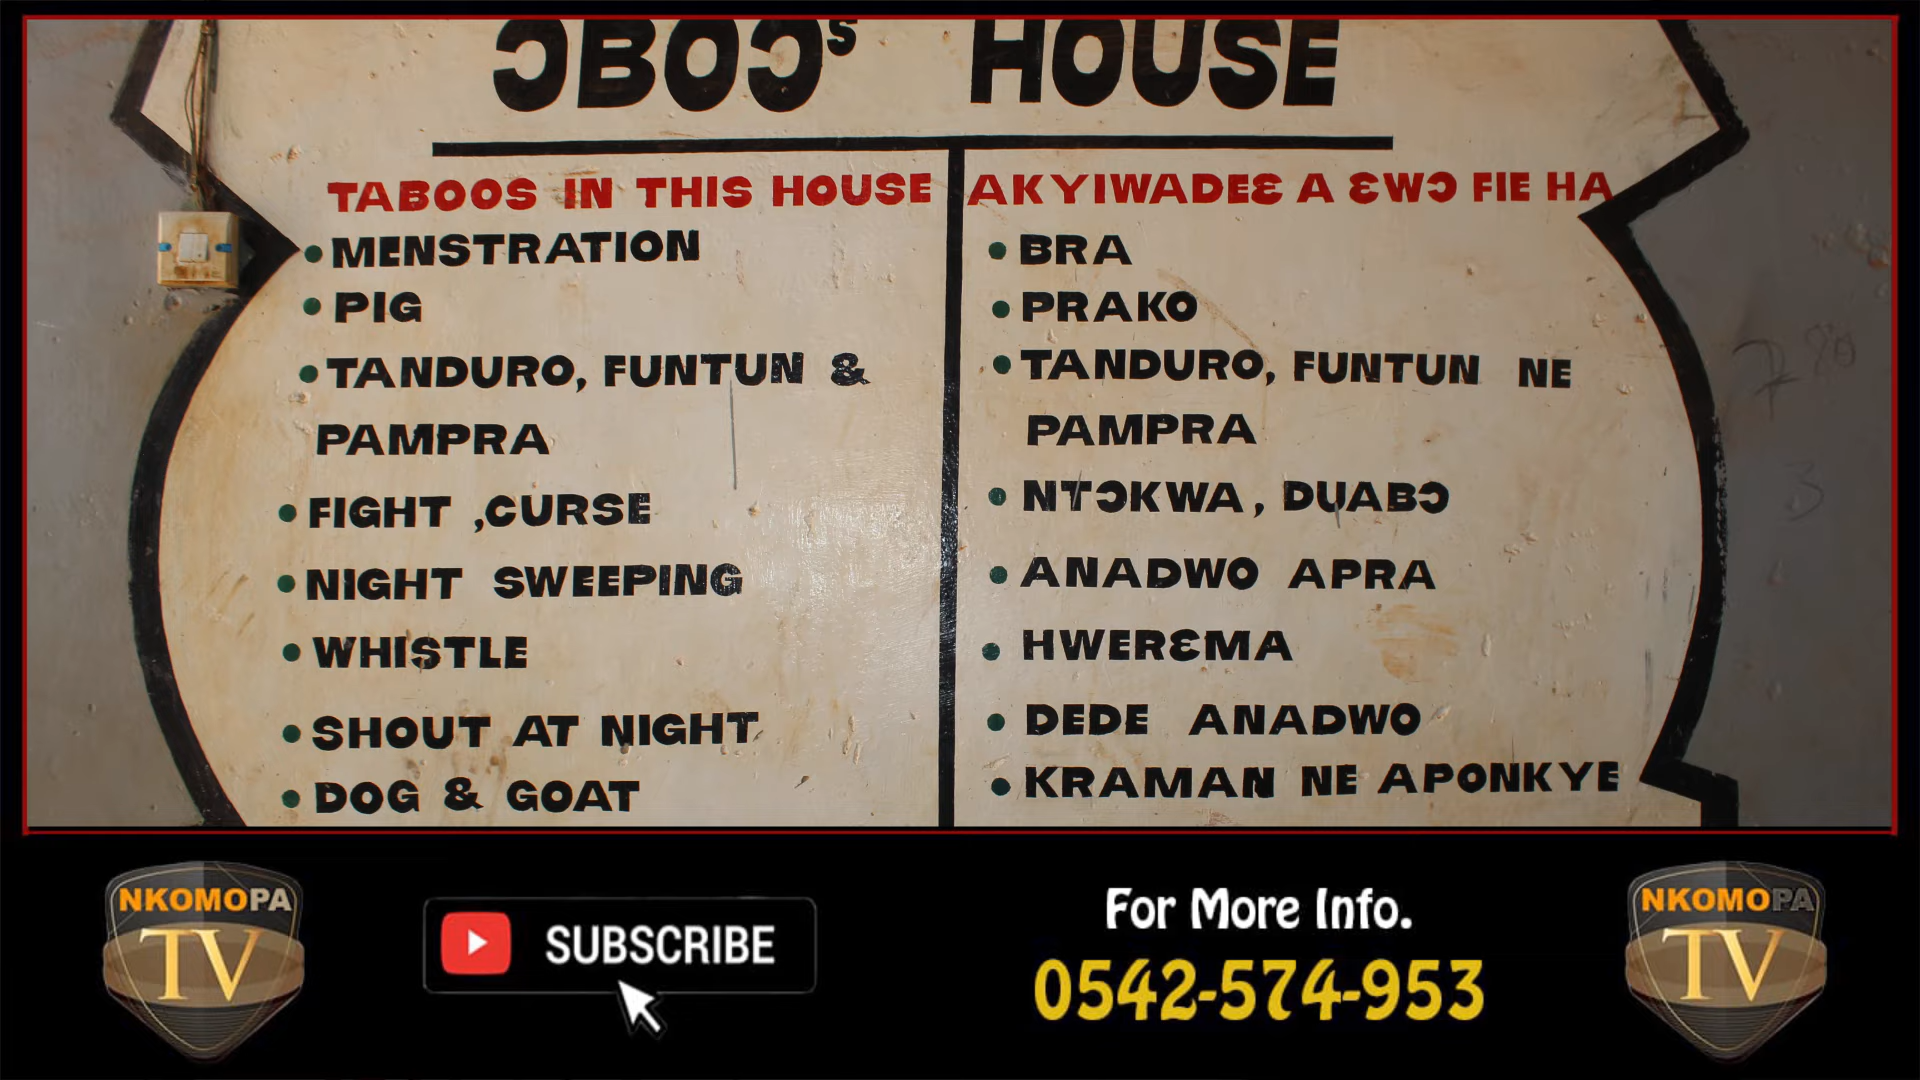 ƆBOƆs HOUSE
TABOOS IN THIS HOUSE
MENSTRATION
PIG
TANDURO, FUNTUN &
PAMPRA
FIGHT ,CURSE
NIGHT SWEEPING
WHISTLE
SHOUT AT NIGHT
DOG & GOAT
AKYIWADEƐ A ƐWƆ FIE HA
BRA
PRAKO
TANDURO, FUNTUN NE
PAMPRA
NTƆKWA, DUABƆ
ANADWO APRA
HWERƐMA
DEDE ANADWO
KRAMAN NE APONKYE
NKOMOPA
TV
SUBSCRIBE
For More Info.
0542-574-953
NKOMOPA
TV